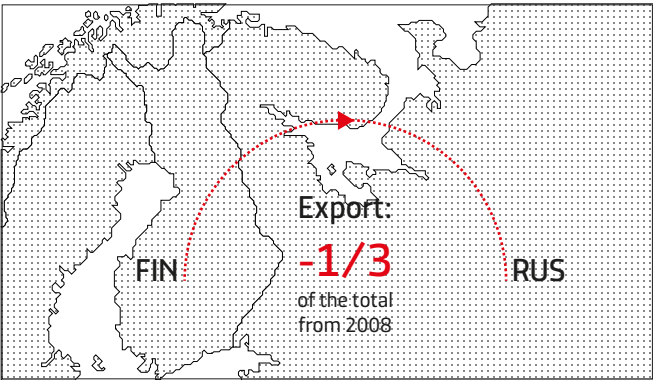 Export:
-1/3
FIN
RUS
of the total
from 2008